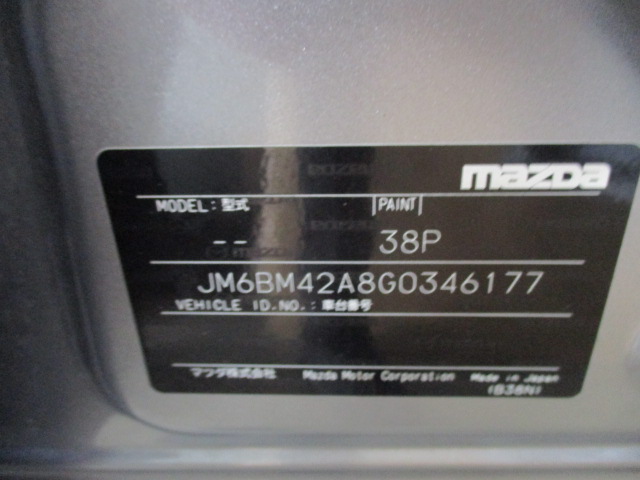 mazda
MODEL:型式 PAINT
-- 38P
JM6BM42A8G0346177
VEHICLE ID.NO.:車台番号
マツダ株式会社 Mazda Motor Corporation Made in Japan
(B38N)